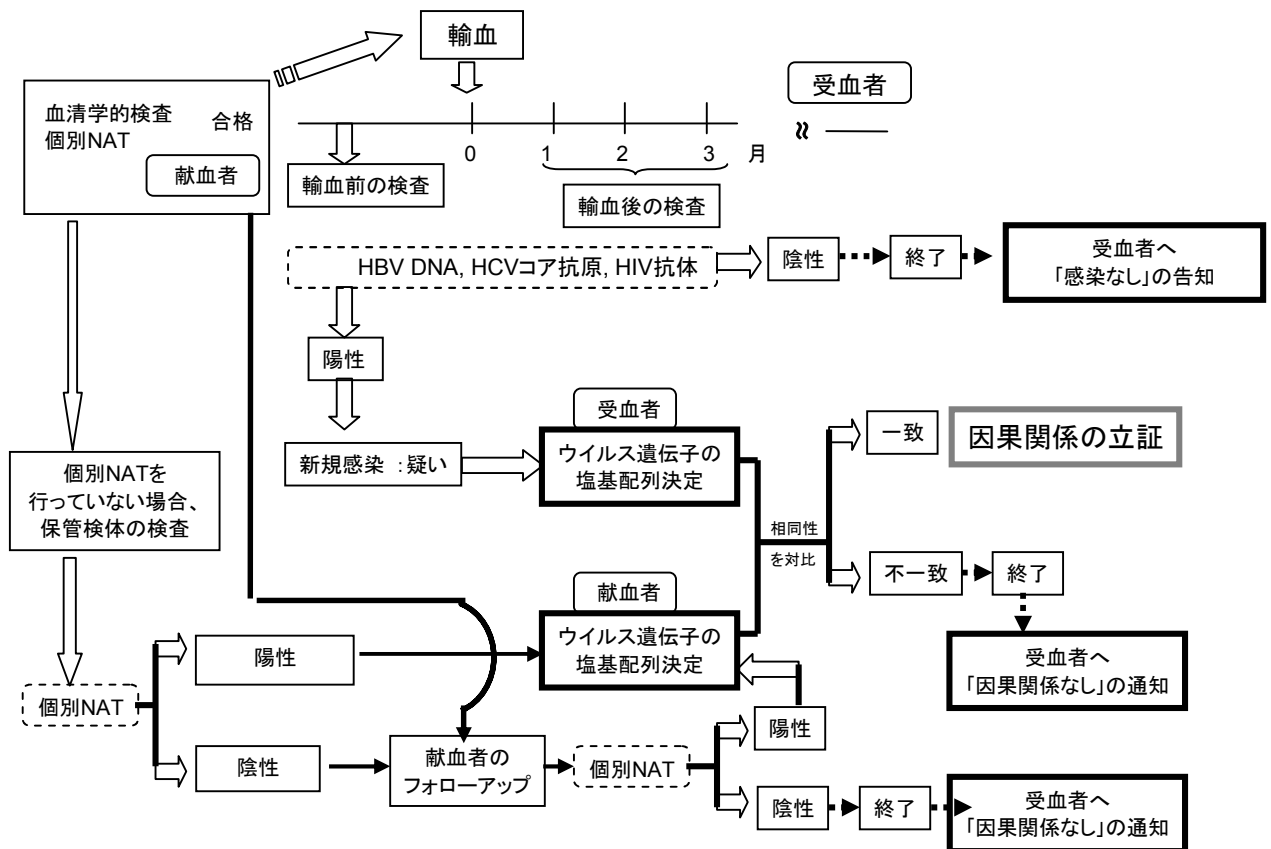 輸血
血清学的検査
個別NAT
合格
献血者
受血者
0 1 2 3 月
輸血前の検査
輸血後の検査
HBV DNA, HCVコア抗原, HIV抗体
陰性
終了
受血者へ
「感染なし」の告知
陽性
新規感染 :疑い
受血者
ウイルス遺伝子の
塩基配列決定
一致
因果関係の立証
個別NATを
行っていない場合、
保管検体の検査
相同性
を対比
不一致
終了
献血者
ウイルス遺伝子の
塩基配列決定
受血者へ
「因果関係なし」の通知
個別NAT
陽性
陰性
献血者の
フォローアップ
個別NAT
陽性
陰性
終了
受血者へ
「因果関係なし」の通知